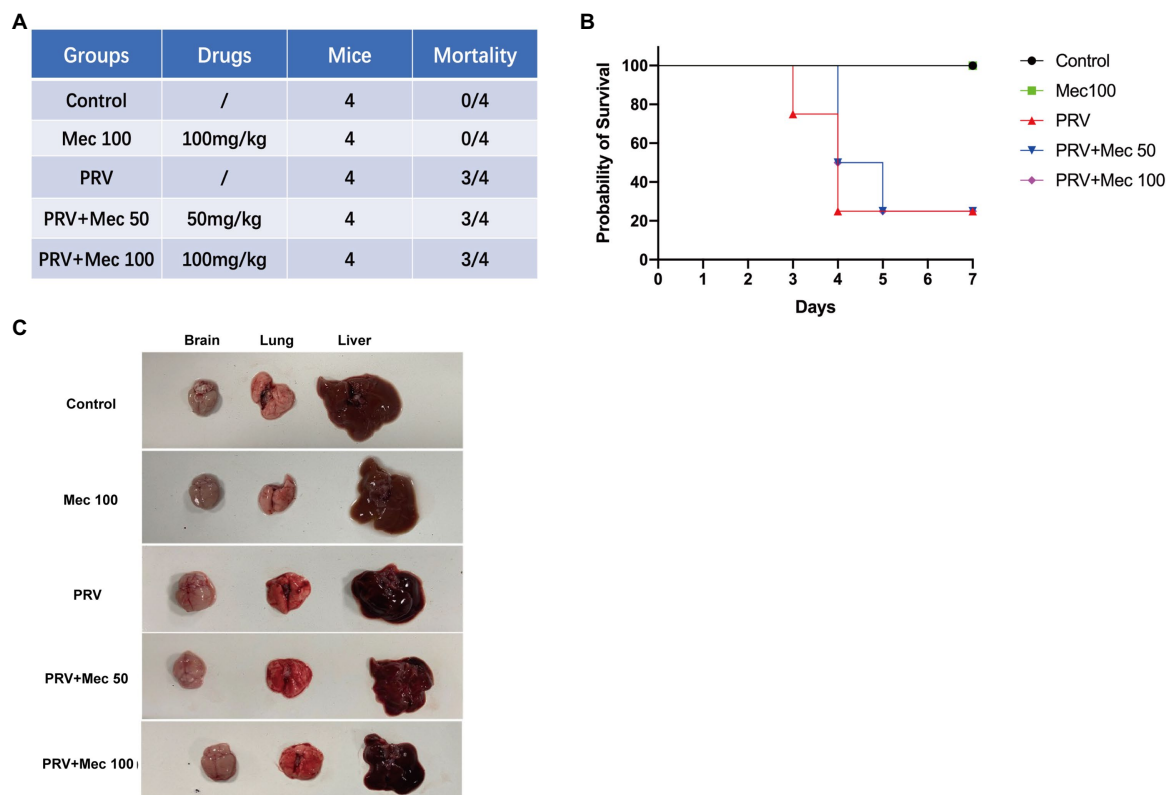 A
Groups Drugs Mice Mortality
Control / 4 0/4
Mec 100 100mg/kg 4 0/4
PRV / 4 3/4
PRV+Mec 50 50mg/kg 4 3/4
PRV+Mec 100 100mg/kg 4 3/4
B
Probability of Survival
100
80
60
40
20
0
0 1 2 3 4 5 6 7
Days
Control
Mec100
PRV
PRV+Mec 50
PRV+Mec 100
C
Brain Lung Liver
Control
Mec 100
PRV
PRV+Mec 50
PRV+Mec 100